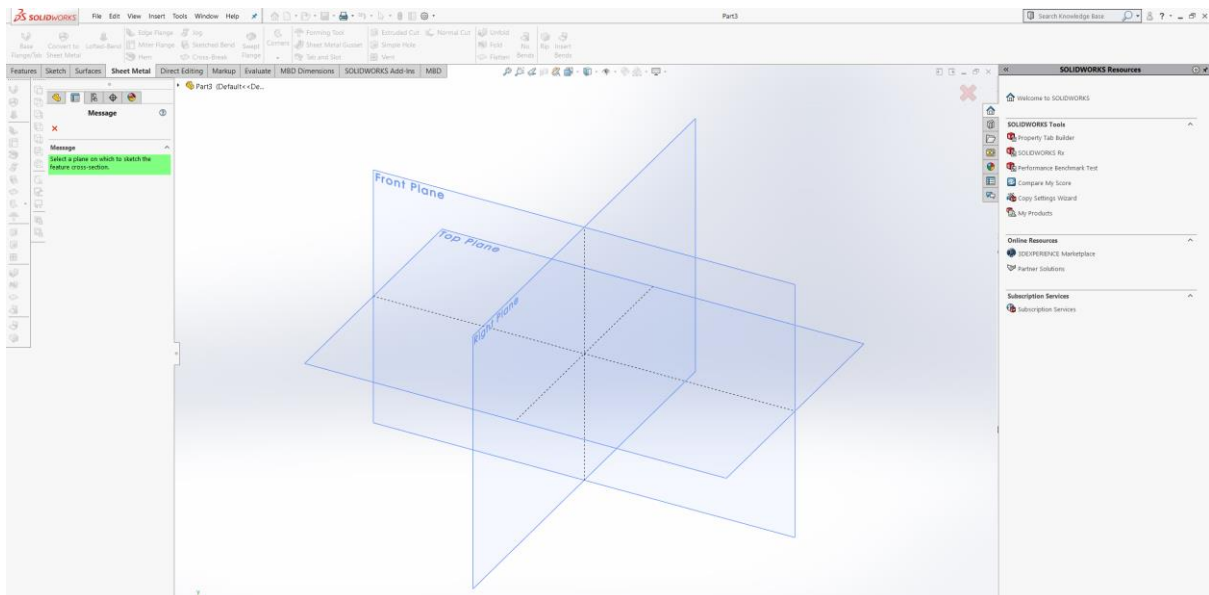 SOLIDWORKS File Edit View Insert Tools Window Help Part3 Search Knowledge Base ?
Base Flange/Tab
Convert to Sheet Metal
Lofted-Bend
Edge Flange
Miter Flange
Hem
Jog
Sketched Bend
Cross-Break
Swept Flange
Corners
Forming Tool
Sheet Metal Gusset
Tab and Slot
Extruded Cut
Simple Hole
Vent
Normal Cut
Unfold
Fold
Flatten
No Bends
Rip
Insert Bends
Features Sketch Surfaces Sheet Metal Direct Editing Markup Evaluate MBD Dimensions SOLIDWORKS Add-Ins MBD
Part3 (Default<<De...
Message
Message
Select a plane on which to sketch the
feature cross-section.
Front Plane
Top Plane
Right Plane
SOLIDWORKS Resources
Welcome to SOLIDWORKS
SOLIDWORKS Tools
Property Tab Builder
SOLIDWORKS Rx
Performance Benchmark Test
Compare My Score
Copy Settings Wizard
My Products
Online Resources
3DEXPERIENCE Marketplace
Partner Solutions
Subscription Services
Subscription Services